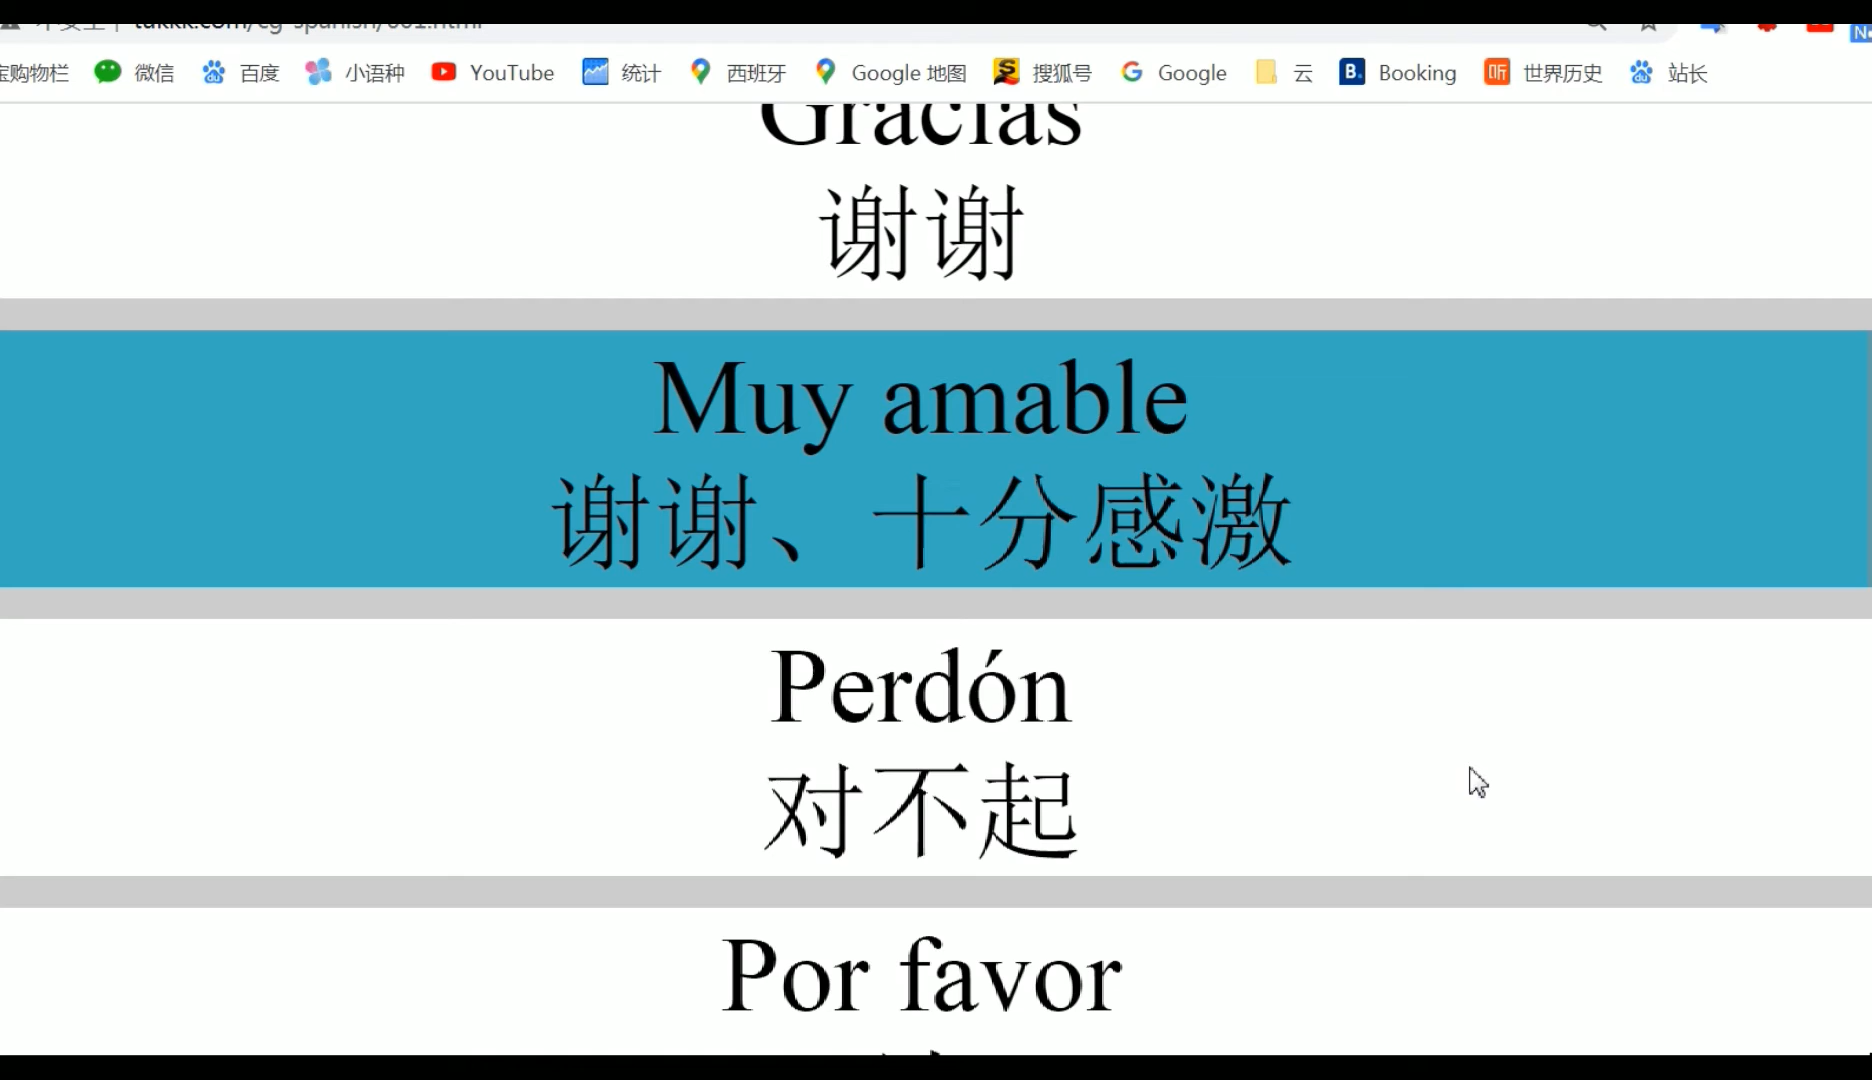 宝购物栏 微信 百度 小语种 YouTube 统计 西班牙 Google 地图 搜狐号 Google 云 Booking 世界历史 站长
Gracias
谢谢
Muy amable
谢谢、十分感激
Perdón
对不起
Por favor